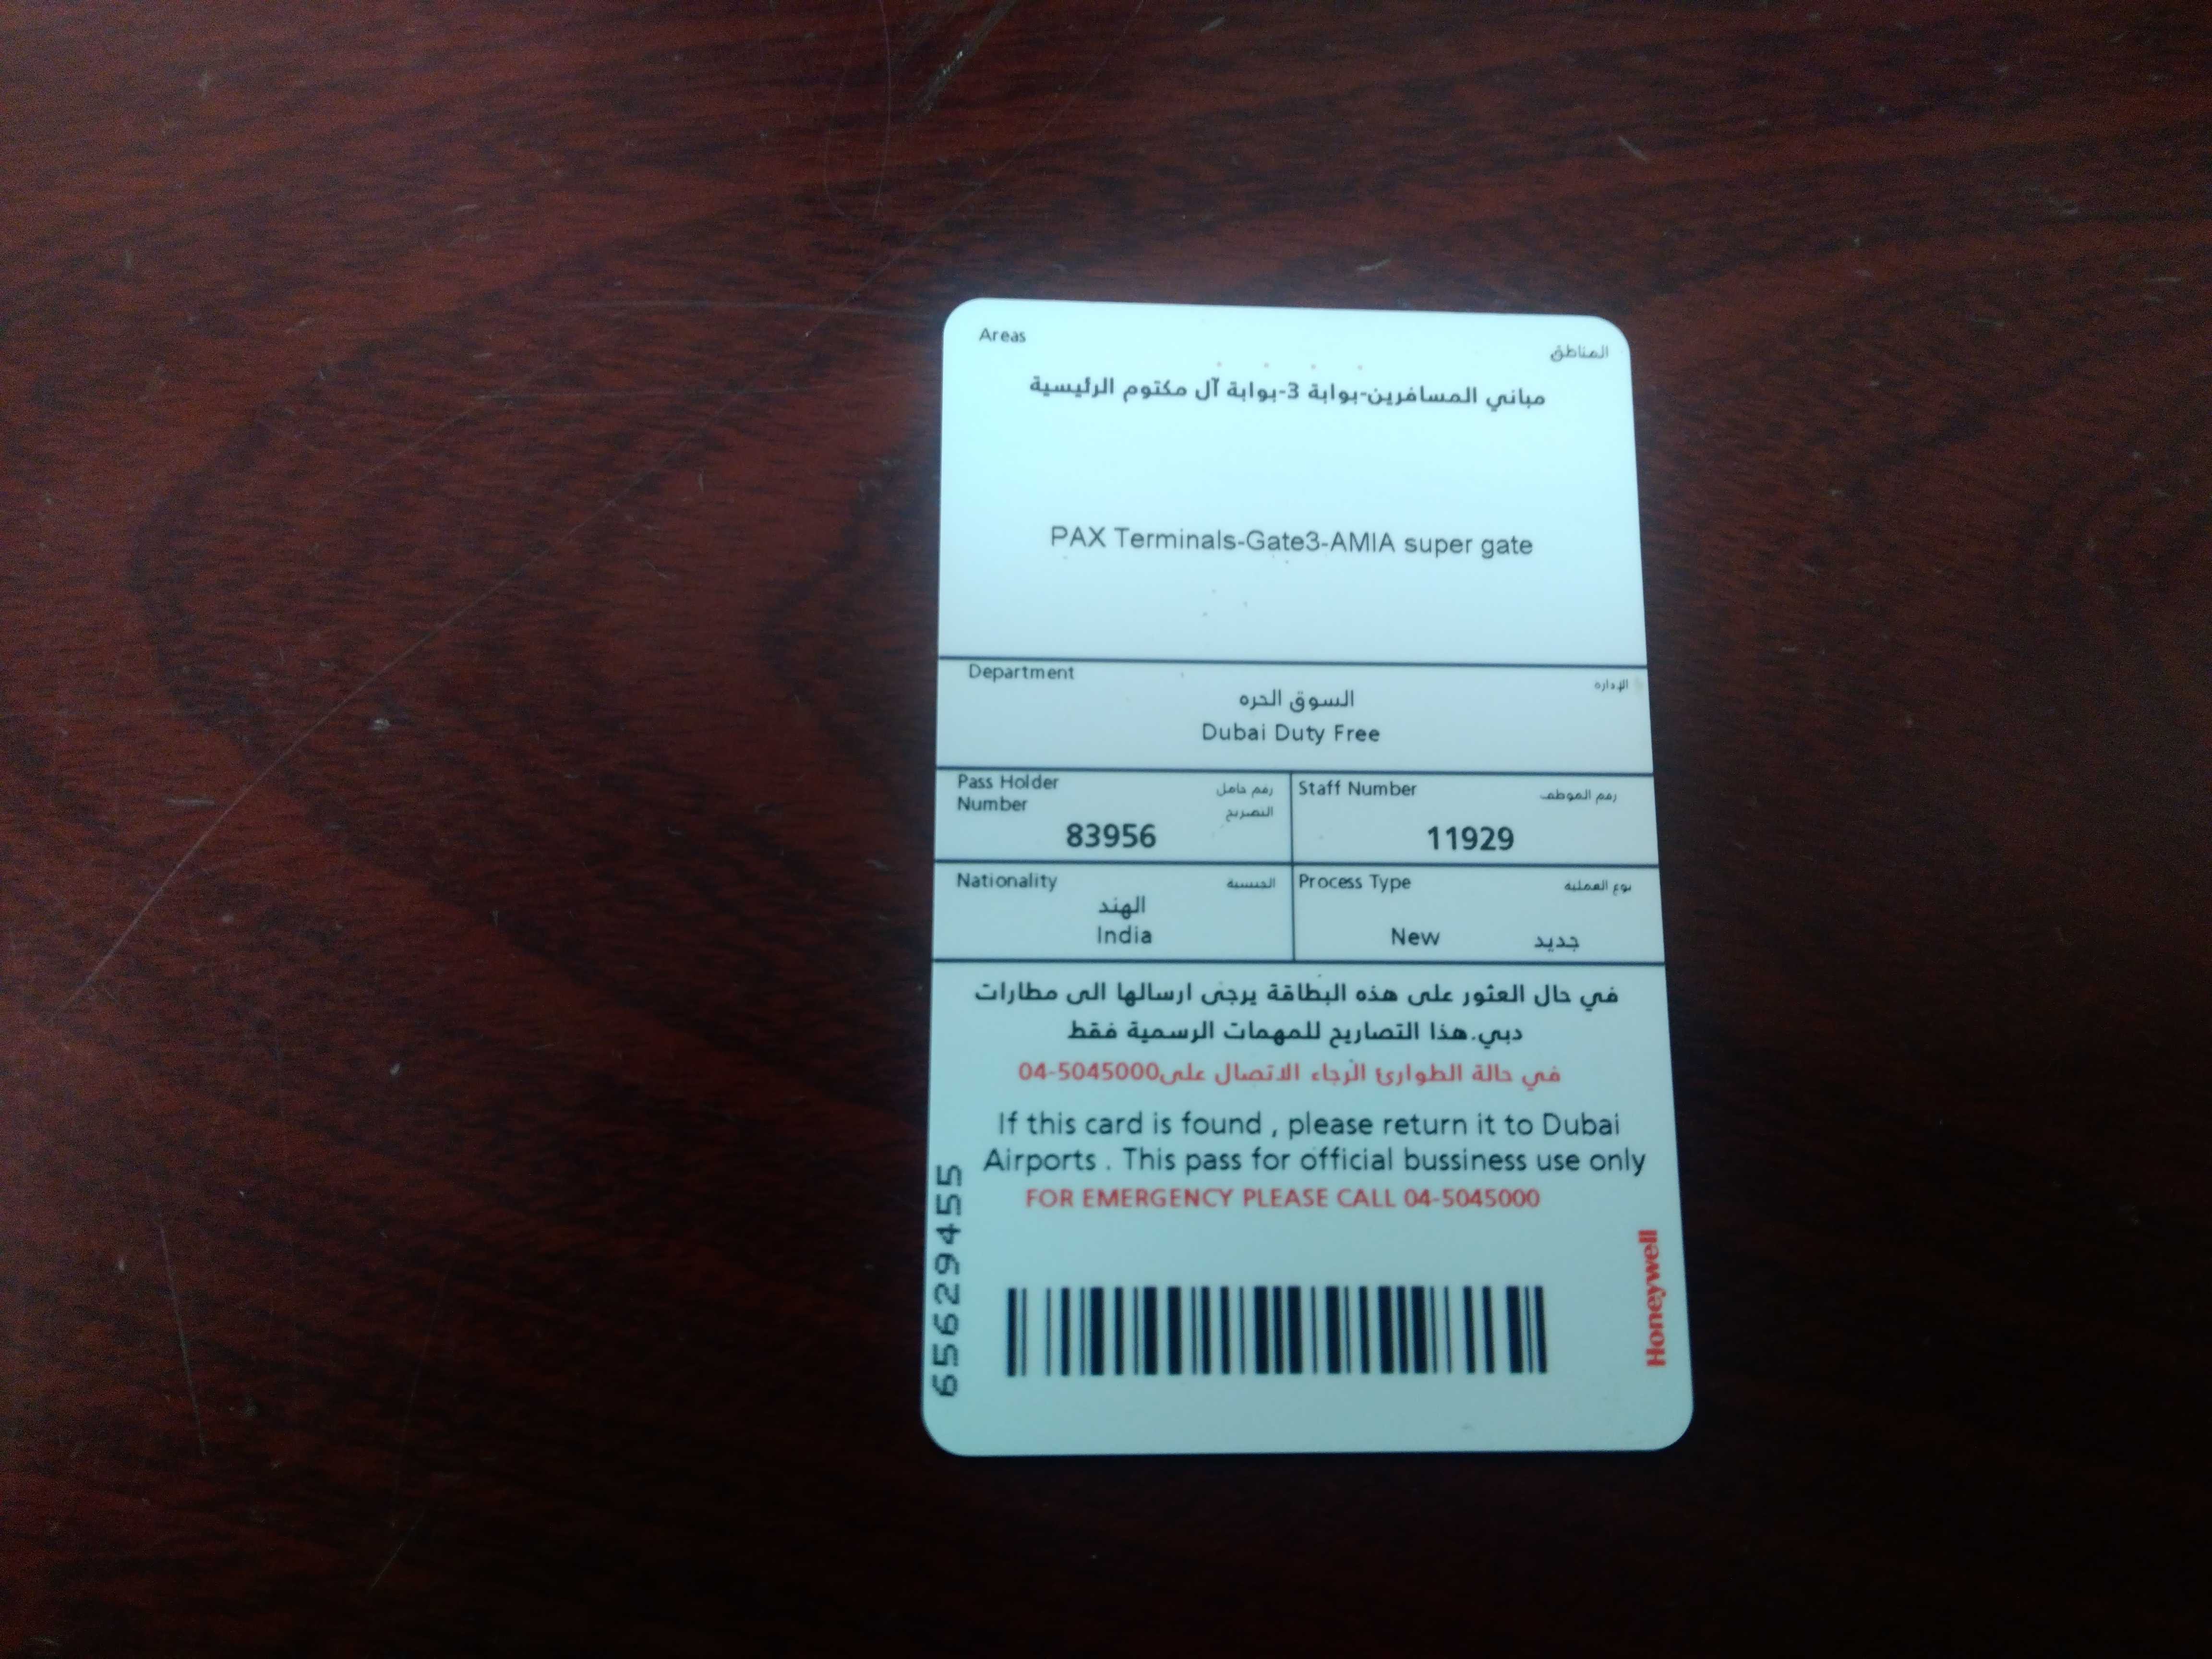 Areas
المناطق
مباني المسافرين-بوابة 3-بوابة آل مكتوم الرئيسية
PAX Terminals-Gate3-AMIA super gate
Department
الإدارة
السوق الحره
Dubai Duty Free
Pass Holder
Number
رقم حامل
التصريح
83956
Staff Number
رقم الموظف
11929
Nationality
الجنسية
الهند
India
Process Type
نوع العملية
New
جديد
في حال العثور على هذه البطاقة يرجى ارسالها الى مطارات
دبي.هذا التصاريح للمهمات الرسمية فقط
في حالة الطوارئ الرجاء الاتصال على04-5045000
If this card is found , please return it to Dubai
Airports . This pass for official bussiness use only
FOR EMERGENCY PLEASE CALL 04-5045000
65629455
Honeywell